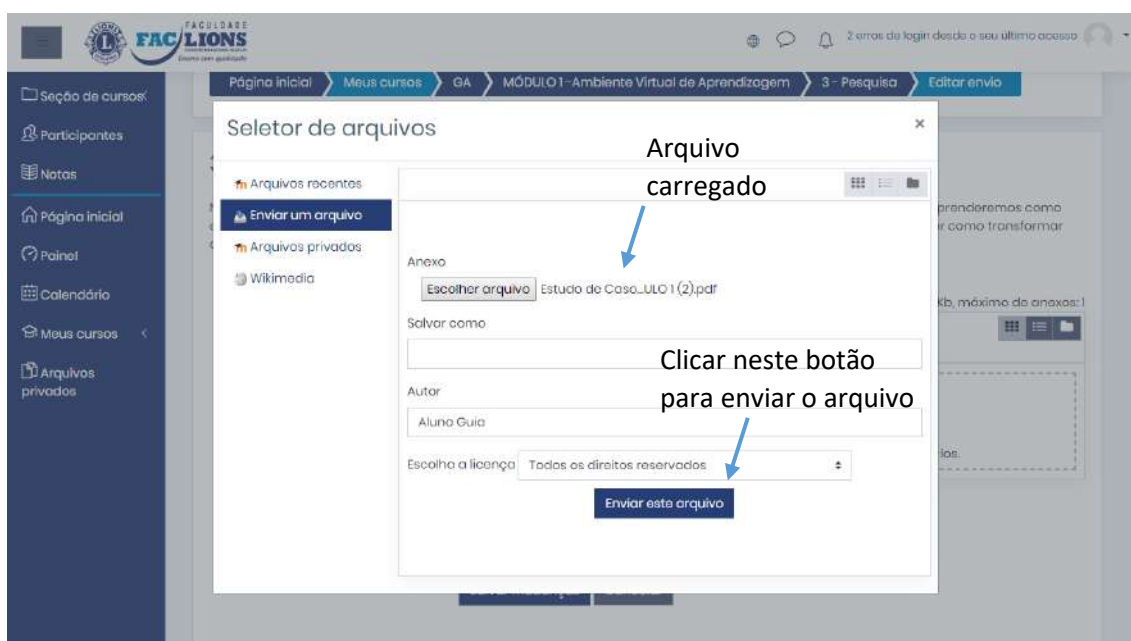 FACULDADE
FAC LIONS
Ensino com qualidade
2 erros de login desde o seu último acesso
Seção de cursos
Participantes
Notas
Página inicial
Painel
Calendário
Meus cursos
Arquivos
privados
Página inicial
Meus cursos
GA
MÓDULO 1-Ambiente Virtual de Aprendizagem
3 - Pesquisa
Editar envio
Seletor de arquivos
×
Arquivos recentes
Enviar um arquivo
Arquivos privados
Wikimedia
Arquivo
carregado
Anexo
Escolher arquivo Estudo de Caso_ULO 1 (2).pdf
Salvar como
Clicar neste botão
para enviar o arquivo
Autor
Aluno Guia
Escolha a licença Todos os direitos reservados
Enviar este arquivo
prenderemos como
r como transformar
Kb, máximo de anexos: 1
ios.